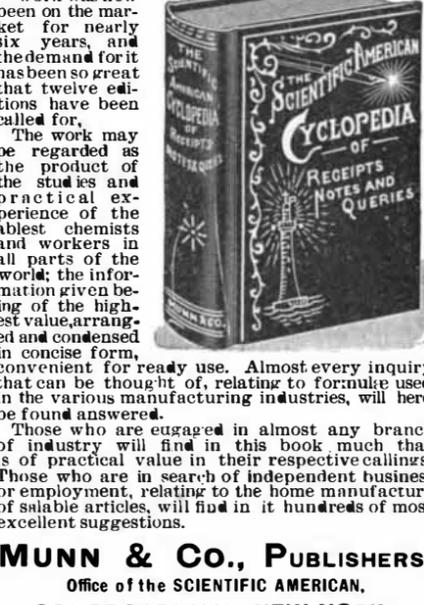 been on the mar-
ket for nearly
six years, and
the demand for it
has been so great
that twelve edi-
tions have been
called for.
The work may
be regarded as
the product of
the studies and
practical ex-
perience of the
ablest chemists
and workers in
all parts of the
world; the infor-
mation given be-
ing of the high-
est value, arrang-
ed and condensed
in concise form,
convenient for ready use. Almost every inquiry
that can be thought of, relating to formulæ used
in the various manufacturing industries, will here
be found answered.
Those who are engaged in almost any branc
of industry will find in this book much tha
is of practical value in their respective callings
Those who are in search of independent busines
or employment, relating to the home manufactur
of salable articles, will find in it hundreds of mos
excellent suggestions.
THE
SCIENTIFIC
AMERICAN
CYCLOPEDIA
OF
RECEIPTS
NOTES & QUERIES
MUNN & CO.
THE
SCIENTIFIC AMERICAN
CYCLOPEDIA
OF
RECEIPTS
NOTES AND
QUERIES
MUNN & CO., PUBLISHERS
Office of the SCIENTIFIC AMERICAN,